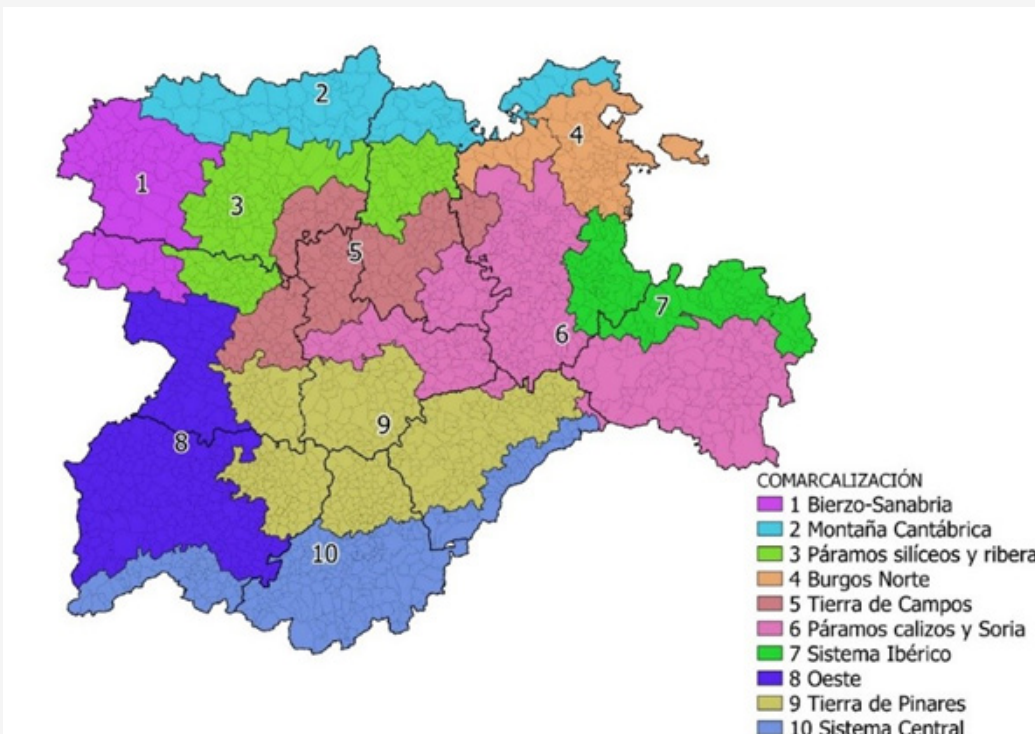 2
4
1
3
5
7
6
9
8
10
COMARCALIZACIÓN
1 Bierzo-Sanabria
2 Montaña Cantábrica
3 Páramos silíceos y ribera
4 Burgos Norte
5 Tierra de Campos
6 Páramos calizos y Soria
7 Sistema Ibérico
8 Oeste
9 Tierra de Pinares
10 Sistema Central